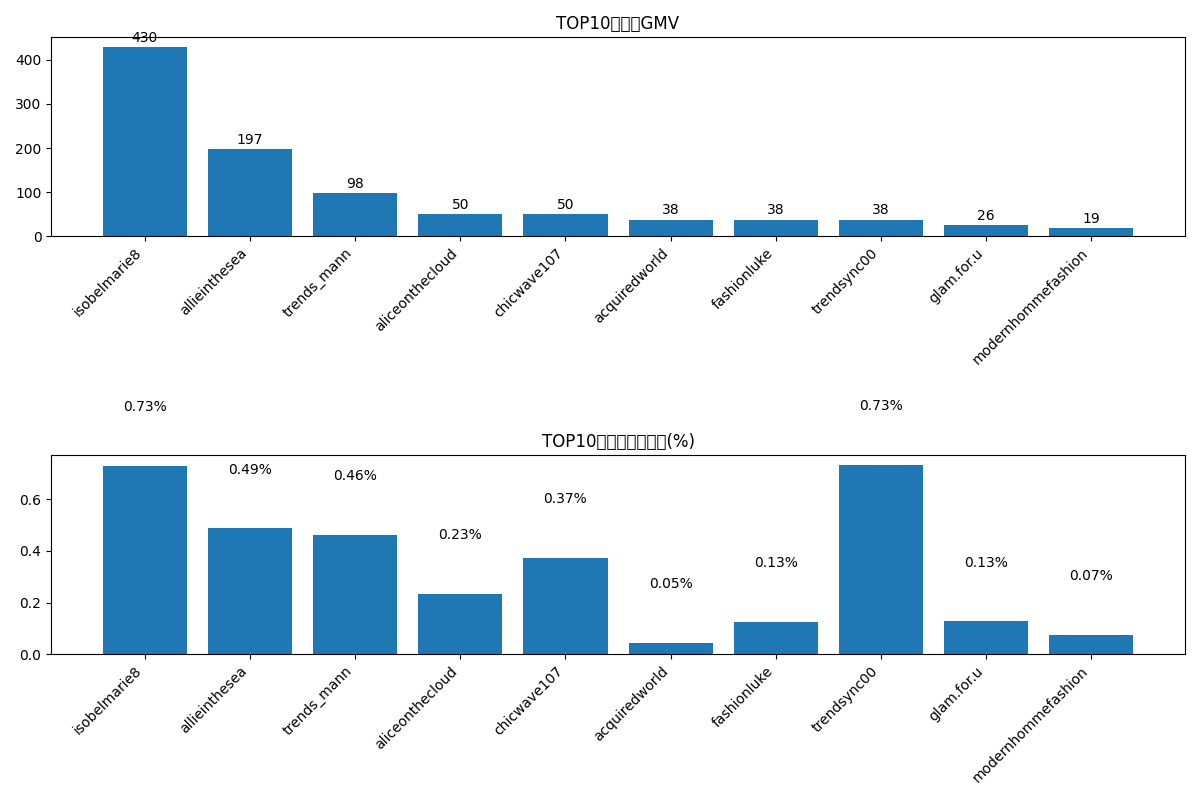 TOP10□□□GMV
430
197
98
50
50
38
38
38
26
19
400
300
200
100
0
isobelmarie8
allieinthesea
trends_mann
aliceonthecloud
chicwave107
acquiredworld
fashionluke
trendsync00
glam.for.u
modernhommefashion
0.73%
0.73%
TOP10□□□□□□□(%)
0.49%
0.46%
0.23%
0.37%
0.05%
0.13%
0.13%
0.07%
0.6
0.4
0.2
0.0
isobelmarie8
allieinthesea
trends_mann
aliceonthecloud
chicwave107
acquiredworld
fashionluke
trendsync00
glam.for.u
modernhommefashion